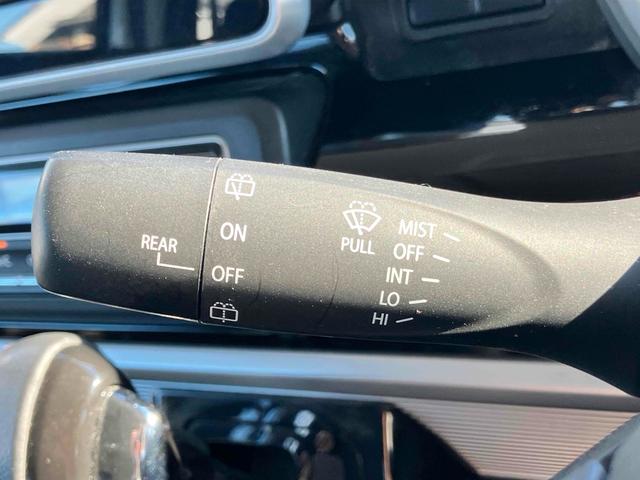 REAR
ON
OFF
PULL
MIST
OFF
INT
LO
HI